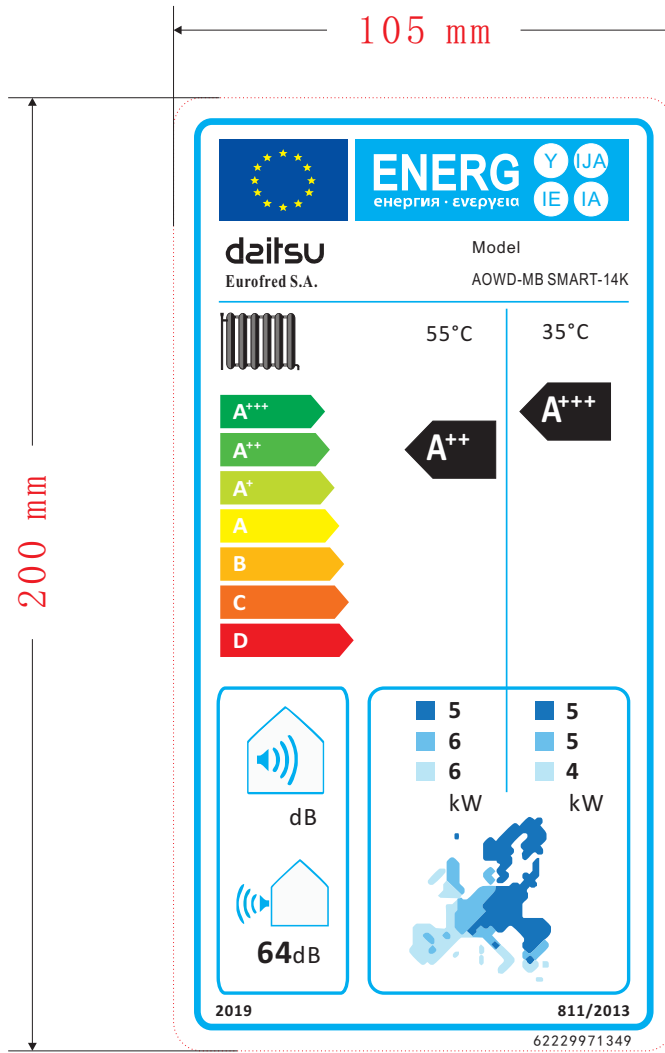 105 mm
200 mm
ENERG
енергия · ενεργεια
Y
IJA
IE
IA
daitsu
Eurofred S.A.
Model
AOWD-MB SMART-14K
55°C
35°C
A+++
A++
A+
A
B
C
D
A++
A+++
5
6
6
kW
5
5
4
kW
dB
64dB
2019
811/2013
62229971349